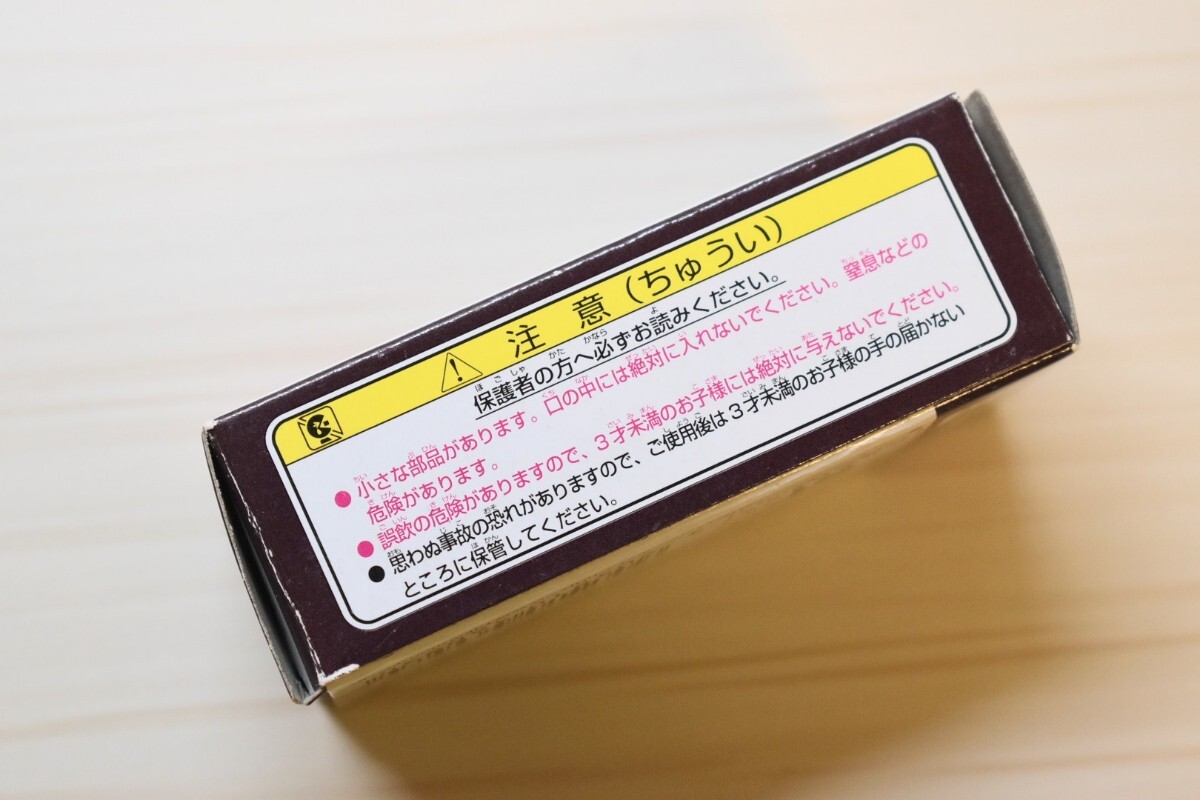 注意（ちゅうい）
保護者の方へ必ずお読みください。
●小さな部品があります。口の中には絶対に入れないでください。窒息などの
危険があります。
●誤飲の危険がありますので、３才未満のお子様には絶対に与えないでください。
●思わぬ事故の恐れがありますので、ご使用後は３才未満のお子様の手の届かない
ところに保管してください。